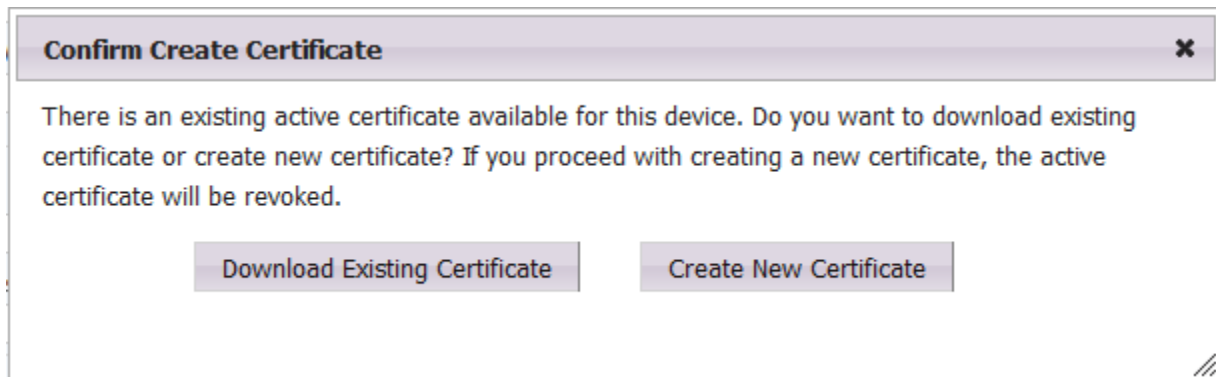 Confirm Create Certificate
There is an existing active certificate available for this device. Do you want to download existing
certificate or create new certificate? If you proceed with creating a new certificate, the active
certificate will be revoked.
Download Existing Certificate
Create New Certificate